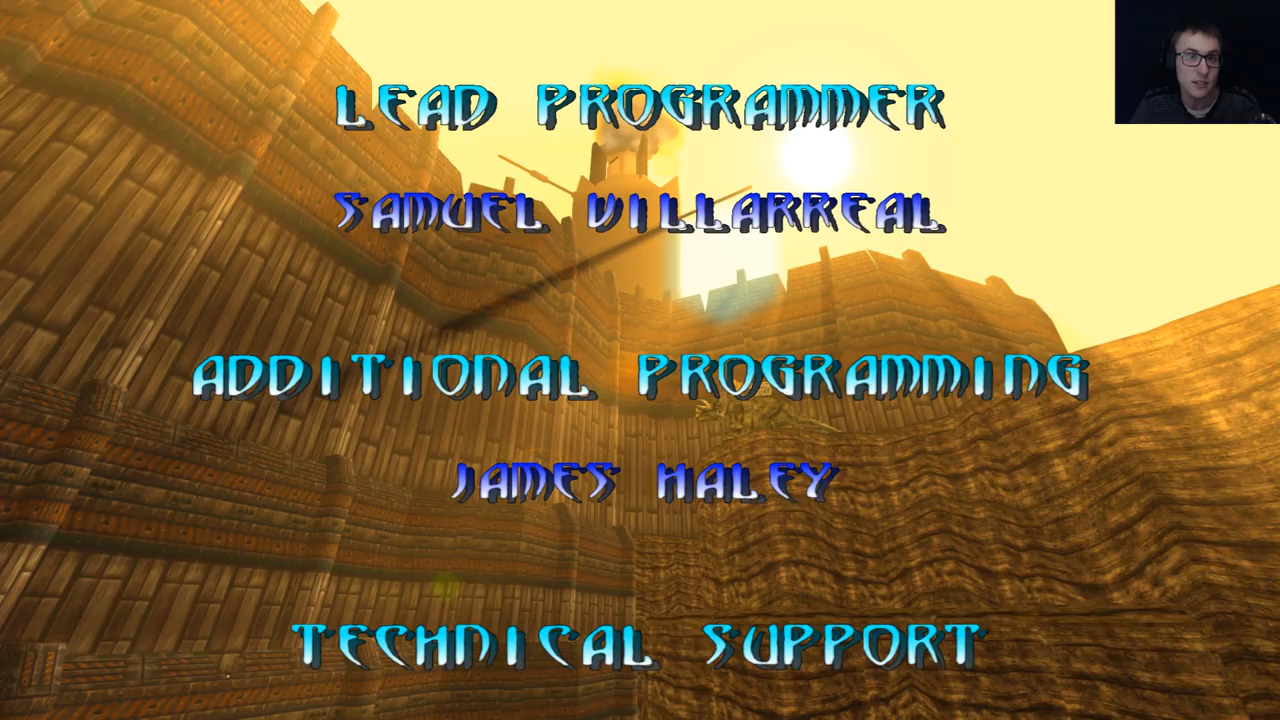 LEAD PROGRAMMER
SAMUEL VILLARREAL
ADDITIONAL PROGRAMMING
JAMES HALEY
TECHNICAL SUPPORT